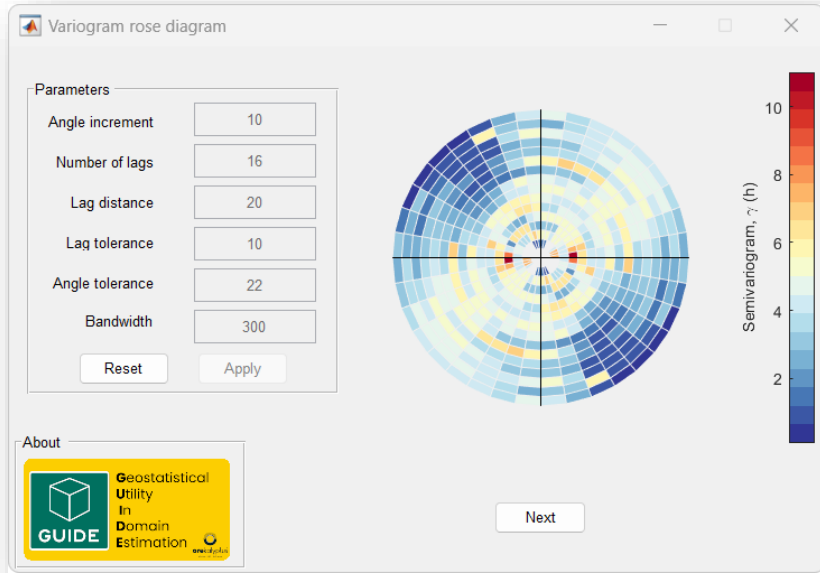 Variogram rose diagram
Parameters
Angle increment 10
Number of lags 16
Lag distance 20
Lag tolerance 10
Angle tolerance 22
Bandwidth 300
Reset Apply
10
8
6
4
2
Semivariogram, γ (h)
About
GUIDE
Geostatistical
Utility
In
Domain
Estimation
Next